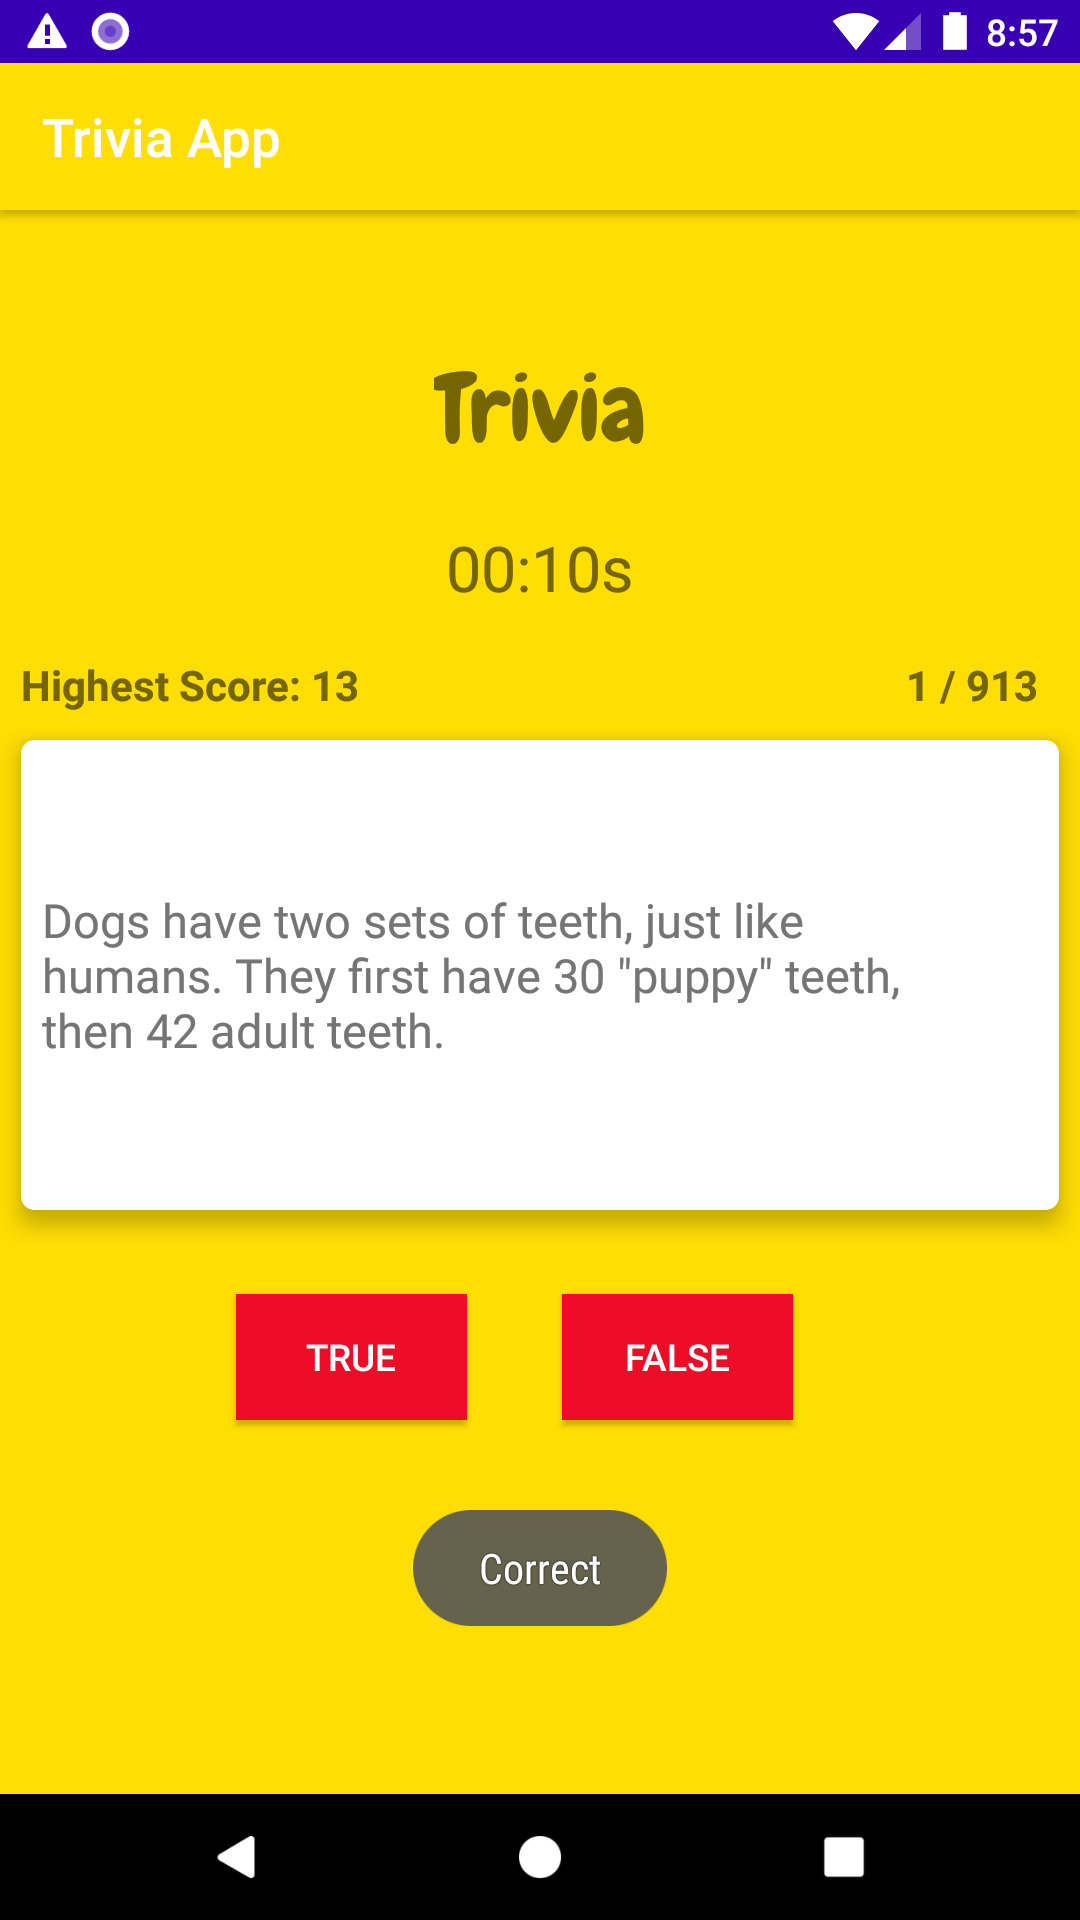 8:57
Trivia App
Trivia
00:10s
Highest Score: 13
1 / 913
Dogs have two sets of teeth, just like
humans. They first have 30 "puppy" teeth,
then 42 adult teeth.
TRUE
FALSE
Correct